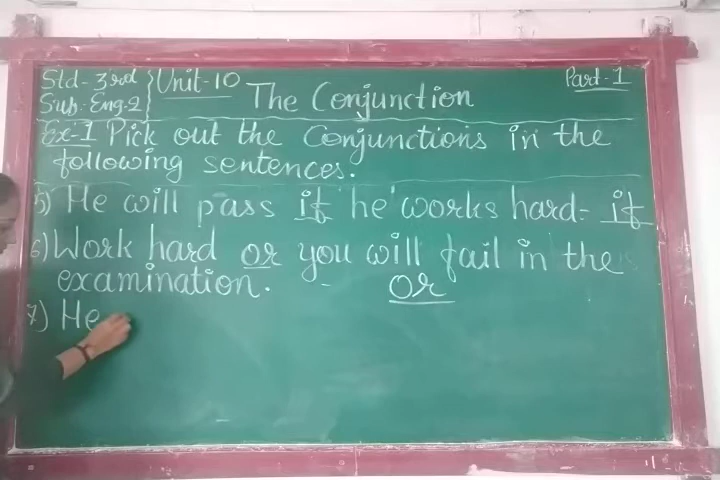 Std- 3rd } Unit-10 Part-1
Sub- Eng-2 The Conjunction
Ex-1 Pick out the Conjunctions in the
following sentences.
5) He will pass if he works hard- if
6) Work hard or you will fail in the
examination. - or
7) He